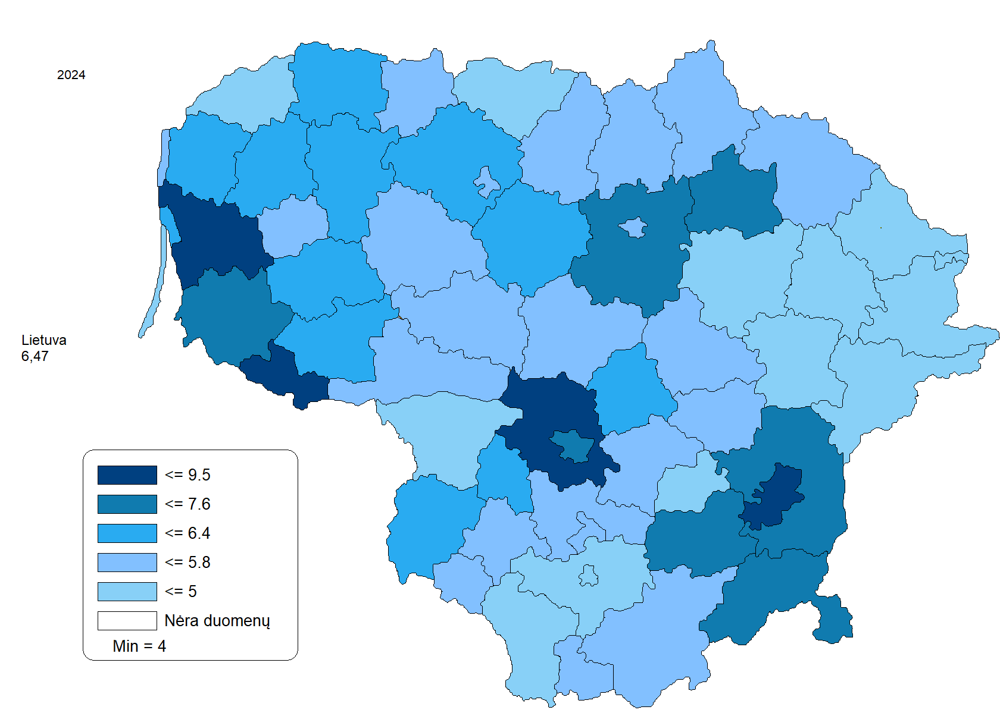 2024
Lietuva
6,47
<= 9.5
<= 7.6
<= 6.4
<= 5.8
<= 5
Nėra duomenų
Min = 4